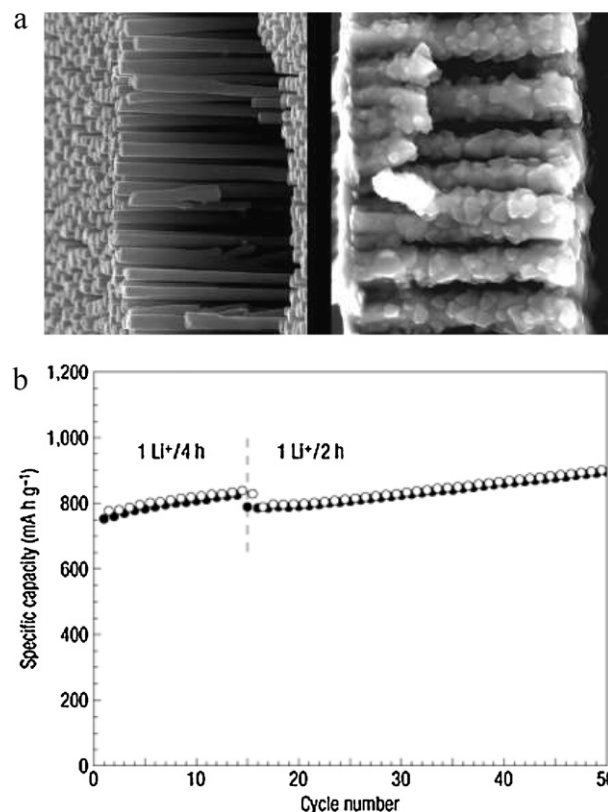 a
b
1,200
1,000
800
600
400
200
0
1 Li⁺/4 h
1 Li⁺/2 h
Specific capacity (mA h g⁻¹)
0 10 20 30 40 50
Cycle number